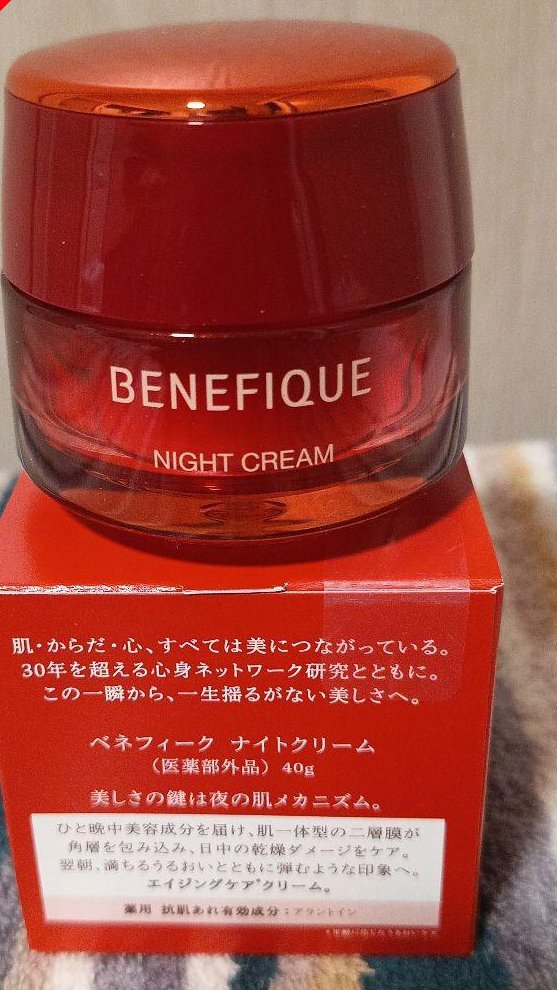 BENEFIQUE
NIGHT CREAM
肌・からだ・心、すべては美につながっている。
30年を超える心身ネットワーク研究とともに。
この一瞬から、一生揺るがない美しさへ。
ベネフィーク ナイトクリーム
（医薬部外品） 40g
美しさの鍵は夜の肌メカニズム。
ひと晩中美容成分を届け、肌一体型の二層膜が
角層を包み込み、日中の乾燥ダメージをケア。
翌朝、満ちるうるおいとともに弾むような印象へ。
エイジングケア*クリーム。
薬用 抗肌あれ有効成分：アラントイン